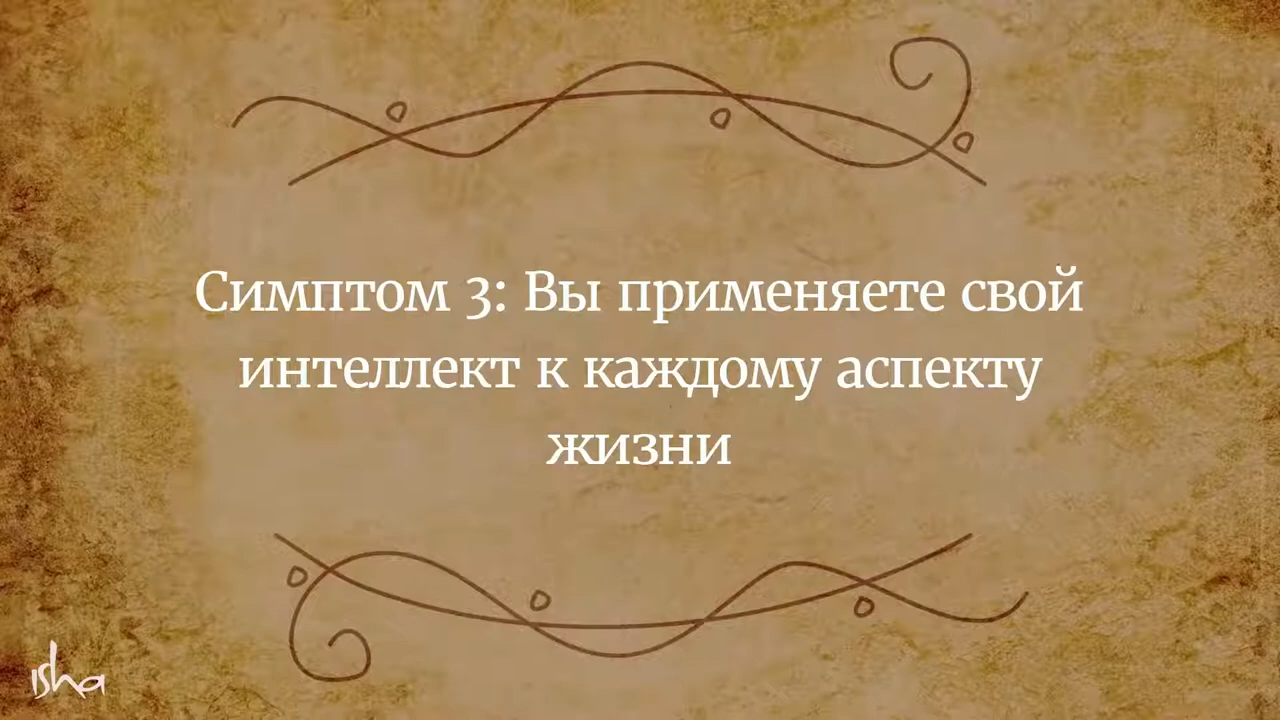 Симптом 3: Вы применяете свой
интеллект к каждому аспекту
жизни
isha